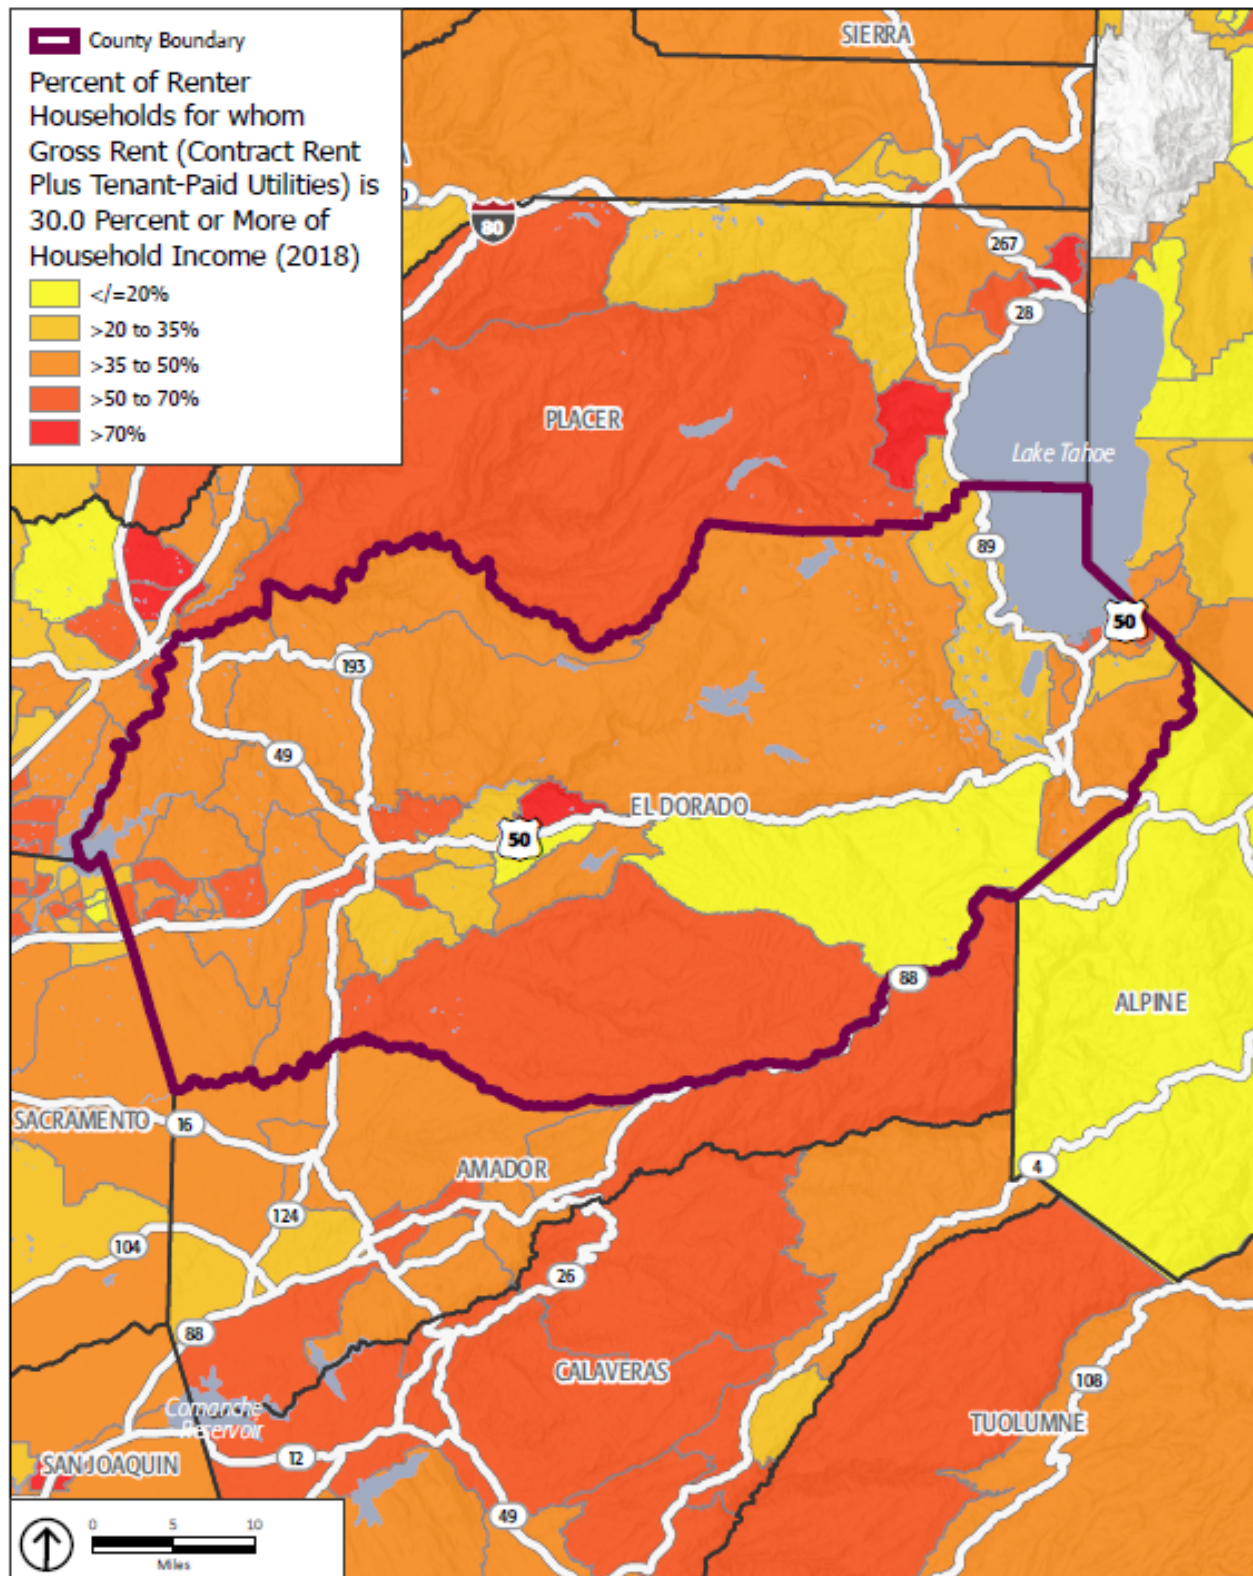 County Boundary
Percent of Renter
Households for whom
Gross Rent (Contract Rent
Plus Tenant-Paid Utilities) is
30.0 Percent or More of
Household Income (2018)
</=20%
>20 to 35%
>35 to 50%
>50 to 70%
>70%
SIERRA
80
267
28
PLACER
Lake Tahoe
89
50
193
49
EL DORADO
50
88
ALPINE
SACRAMENTO
16
AMADOR
4
124
104
26
88
CALAVERAS
108
Comanche
Reservoir
TUOLUMNE
12
SAN JOAQUIN
49
0 5 10
Miles